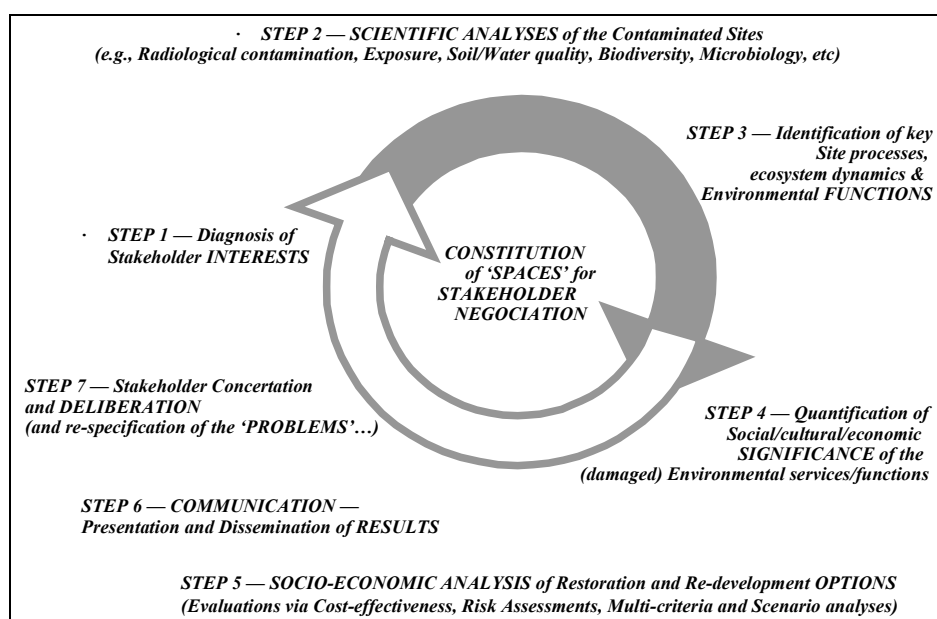 · STEP 2 — SCIENTIFIC ANALYSES of the Contaminated Sites
(e.g., Radiological contamination, Exposure, Soil/Water quality, Biodiversity, Microbiology, etc)
STEP 3 — Identification of key
Site processes,
ecosystem dynamics &
Environmental FUNCTIONS
· STEP 1 — Diagnosis of
Stakeholder INTERESTS
CONSTITUTION
of ‘SPACES’ for
STAKEHOLDER
NEGOCIATION
STEP 7 — Stakeholder Concertation
and DELIBERATION
(and re-specification of the ‘PROBLEMS’…)
STEP 4 — Quantification of
Social/cultural/economic
SIGNIFICANCE of the
(damaged) Environmental services/functions
STEP 6 — COMMUNICATION —
Presentation and Dissemination of RESULTS
STEP 5 — SOCIO-ECONOMIC ANALYSIS of Restoration and Re-development OPTIONS
(Evaluations via Cost-effectiveness, Risk Assessments, Multi-criteria and Scenario analyses)